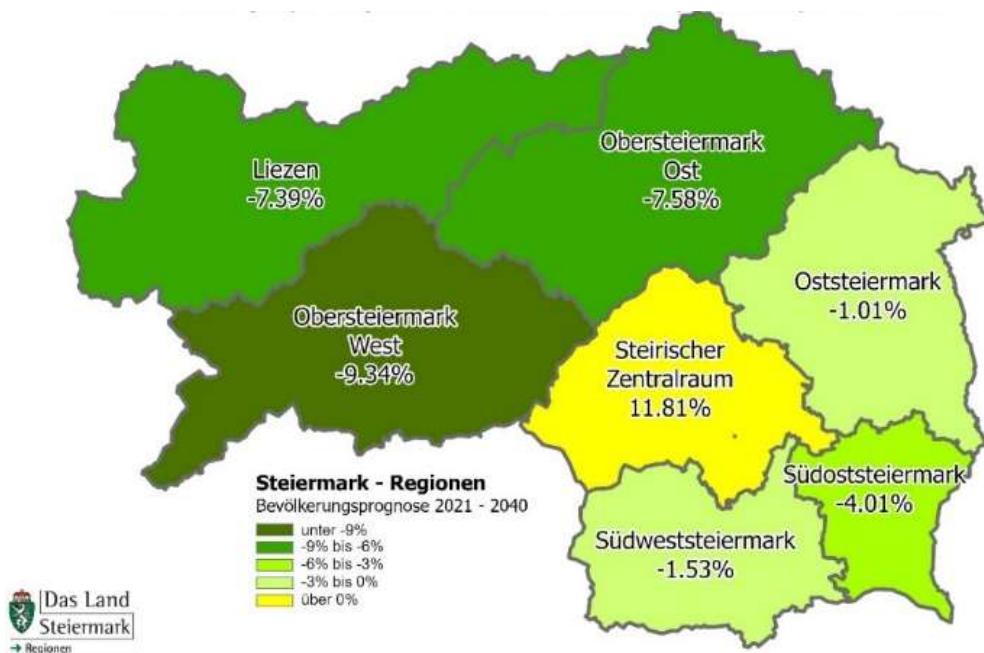 Liezen
-7.39%
Obersteiermark
Ost
-7.58%
Oststeiermark
-1.01%
Obersteiermark
West
-9.34%
Steirischer
Zentralraum
11.81%
Südoststeiermark
-4.01%
Südweststeiermark
-1.53%
Steiermark - Regionen
Bevölkerungsprognose 2021 - 2040
unter -9%
-9% bis -6%
-6% bis -3%
-3% bis 0%
über 0%
Das Land
Steiermark
→ Regionen